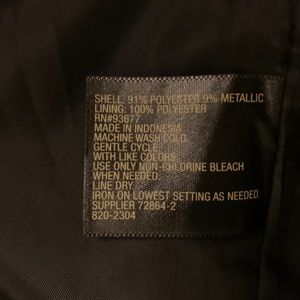 SHELL: 91% POLYESTER 9% METALLIC
LINING: 100% POLYESTER
RN#93677
MADE IN INDONESIA
MACHINE WASH COLD.
GENTLE CYCLE
WITH LIKE COLORS.
USE ONLY NON-CHLORINE BLEACH
WHEN NEEDED.
LINE DRY.
IRON ON LOWEST SETTING AS NEEDED.
SUPPLIER 72864-2
820-2304